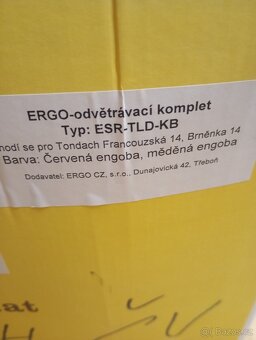 ERGO-odvětrávací komplet
Typ: ESR-TLD-KB
hodí se pro Tondach Francouzská 14, Brněnka 14
Barva: Červená engoba, měděná engoba
Dodavatel: ERGO CZ, s.r.o., Dunajovická 42, Třeboň
at